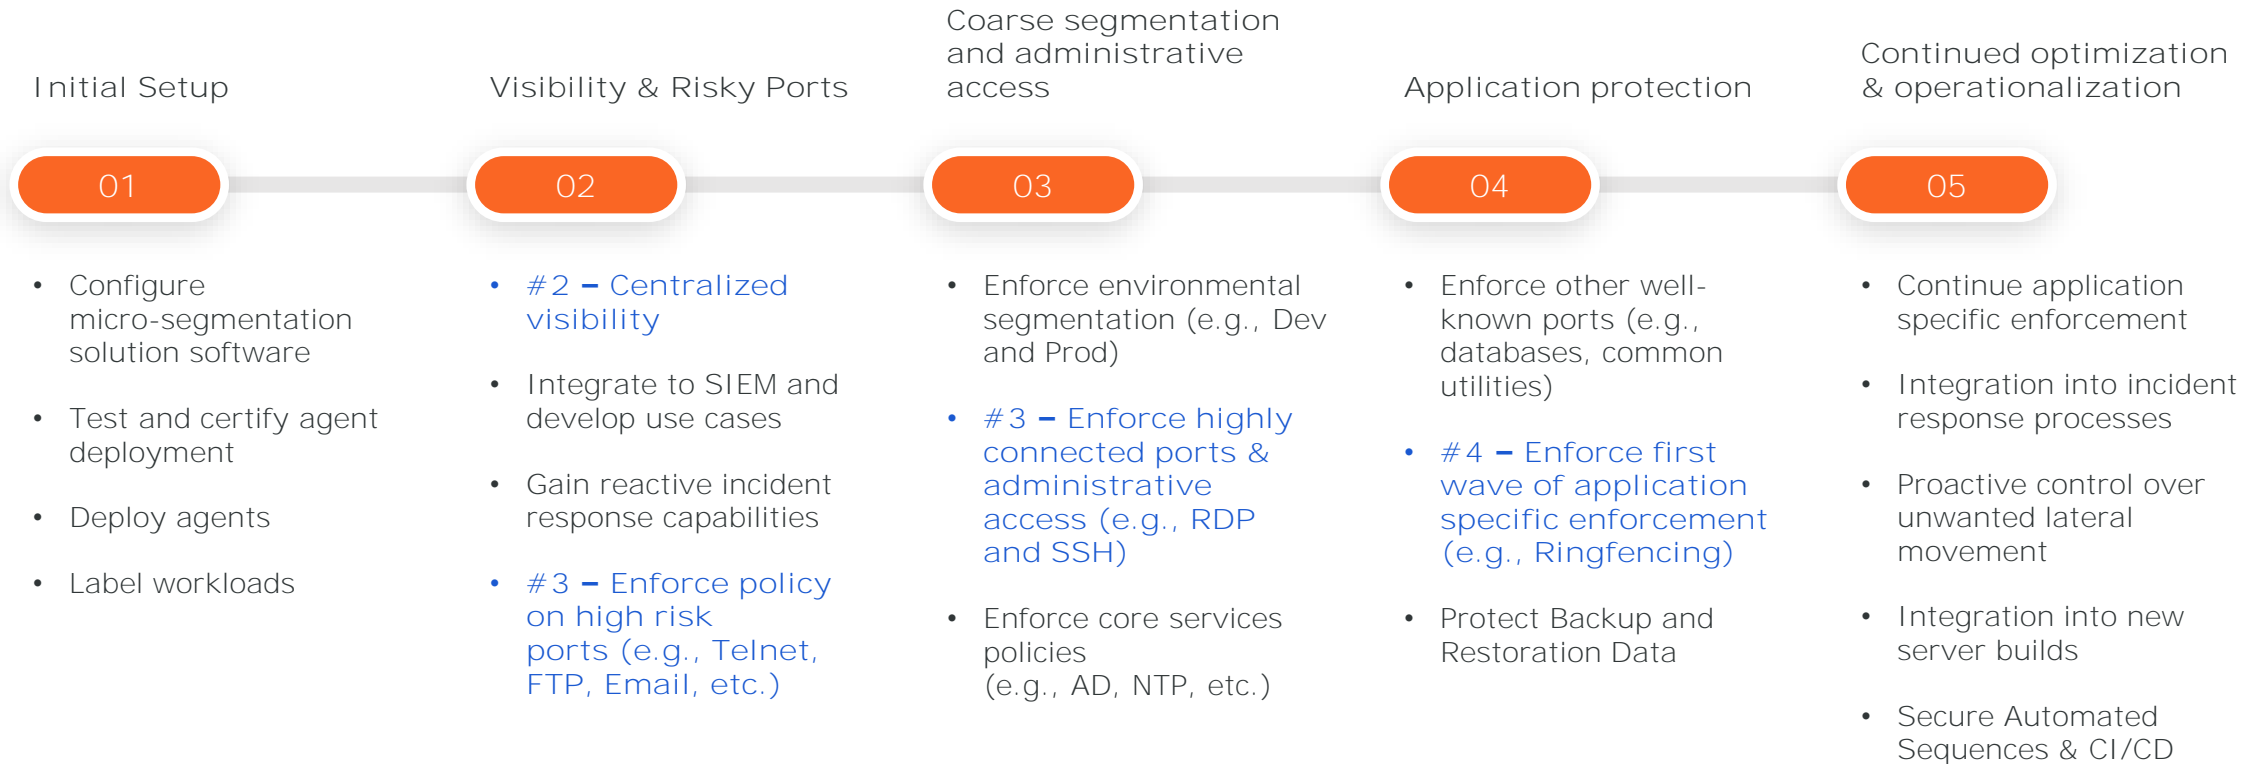 Initial Setup
01
• Configure
micro-segmentation
solution software
• Test and certify agent
deployment
• Deploy agents
• Label workloads
Visibility & Risky Ports
02
• #2 – Centralized
visibility
• Integrate to SIEM and
develop use cases
• Gain reactive incident
response capabilities
• #3 – Enforce policy
on high risk
ports (e.g., Telnet,
FTP, Email, etc.)
Coarse segmentation
and administrative
access
03
• Enforce environmental
segmentation (e.g., Dev
and Prod)
• #3 – Enforce highly
connected ports &
administrative
access (e.g., RDP
and SSH)
• Enforce core services
policies
(e.g., AD, NTP, etc.)
Application protection
04
• Enforce other well-
known ports (e.g.,
databases, common
utilities)
• #4 – Enforce first
wave of application
specific enforcement
(e.g., Ringfencing)
• Protect Backup and
Restoration Data
Continued optimization
& operationalization
05
• Continue application
specific enforcement
• Integration into incident
response processes
• Proactive control over
unwanted lateral
movement
• Integration into new
server builds
• Secure Automated
Sequences & CI/CD